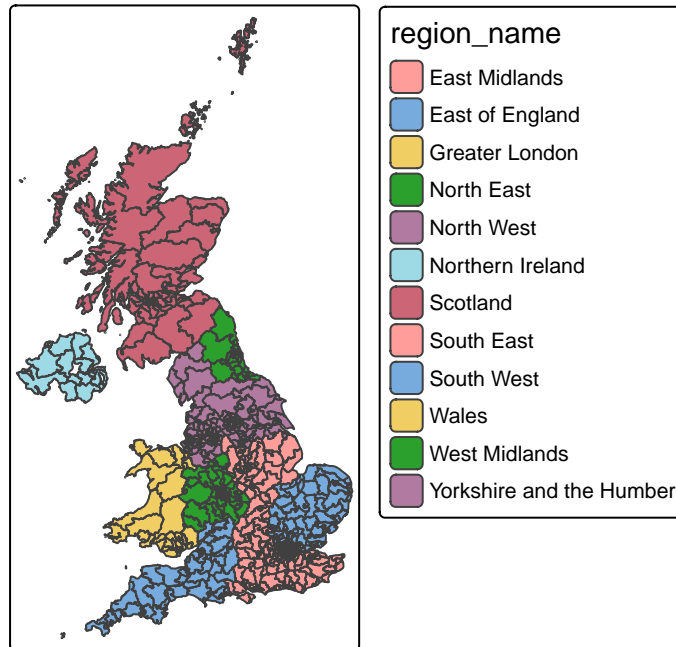 region_name
East Midlands
East of England
Greater London
North East
North West
Northern Ireland
Scotland
South East
South West
Wales
West Midlands
Yorkshire and the Humber